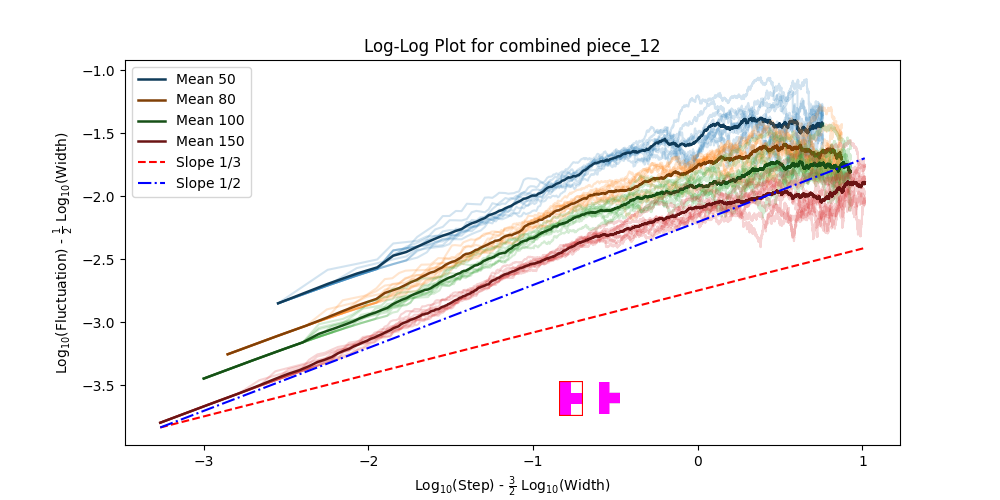 Log-Log Plot for combined piece_12
Log₁₀(Fluctuation) - ½ Log₁₀(Width)
−1.0
−1.5
−2.0
−2.5
−3.0
−3.5
Mean 50
Mean 80
Mean 100
Mean 150
Slope 1/3
Slope 1/2
−3
−2
−1
0
1
Log₁₀(Step) - 3/2 Log₁₀(Width)